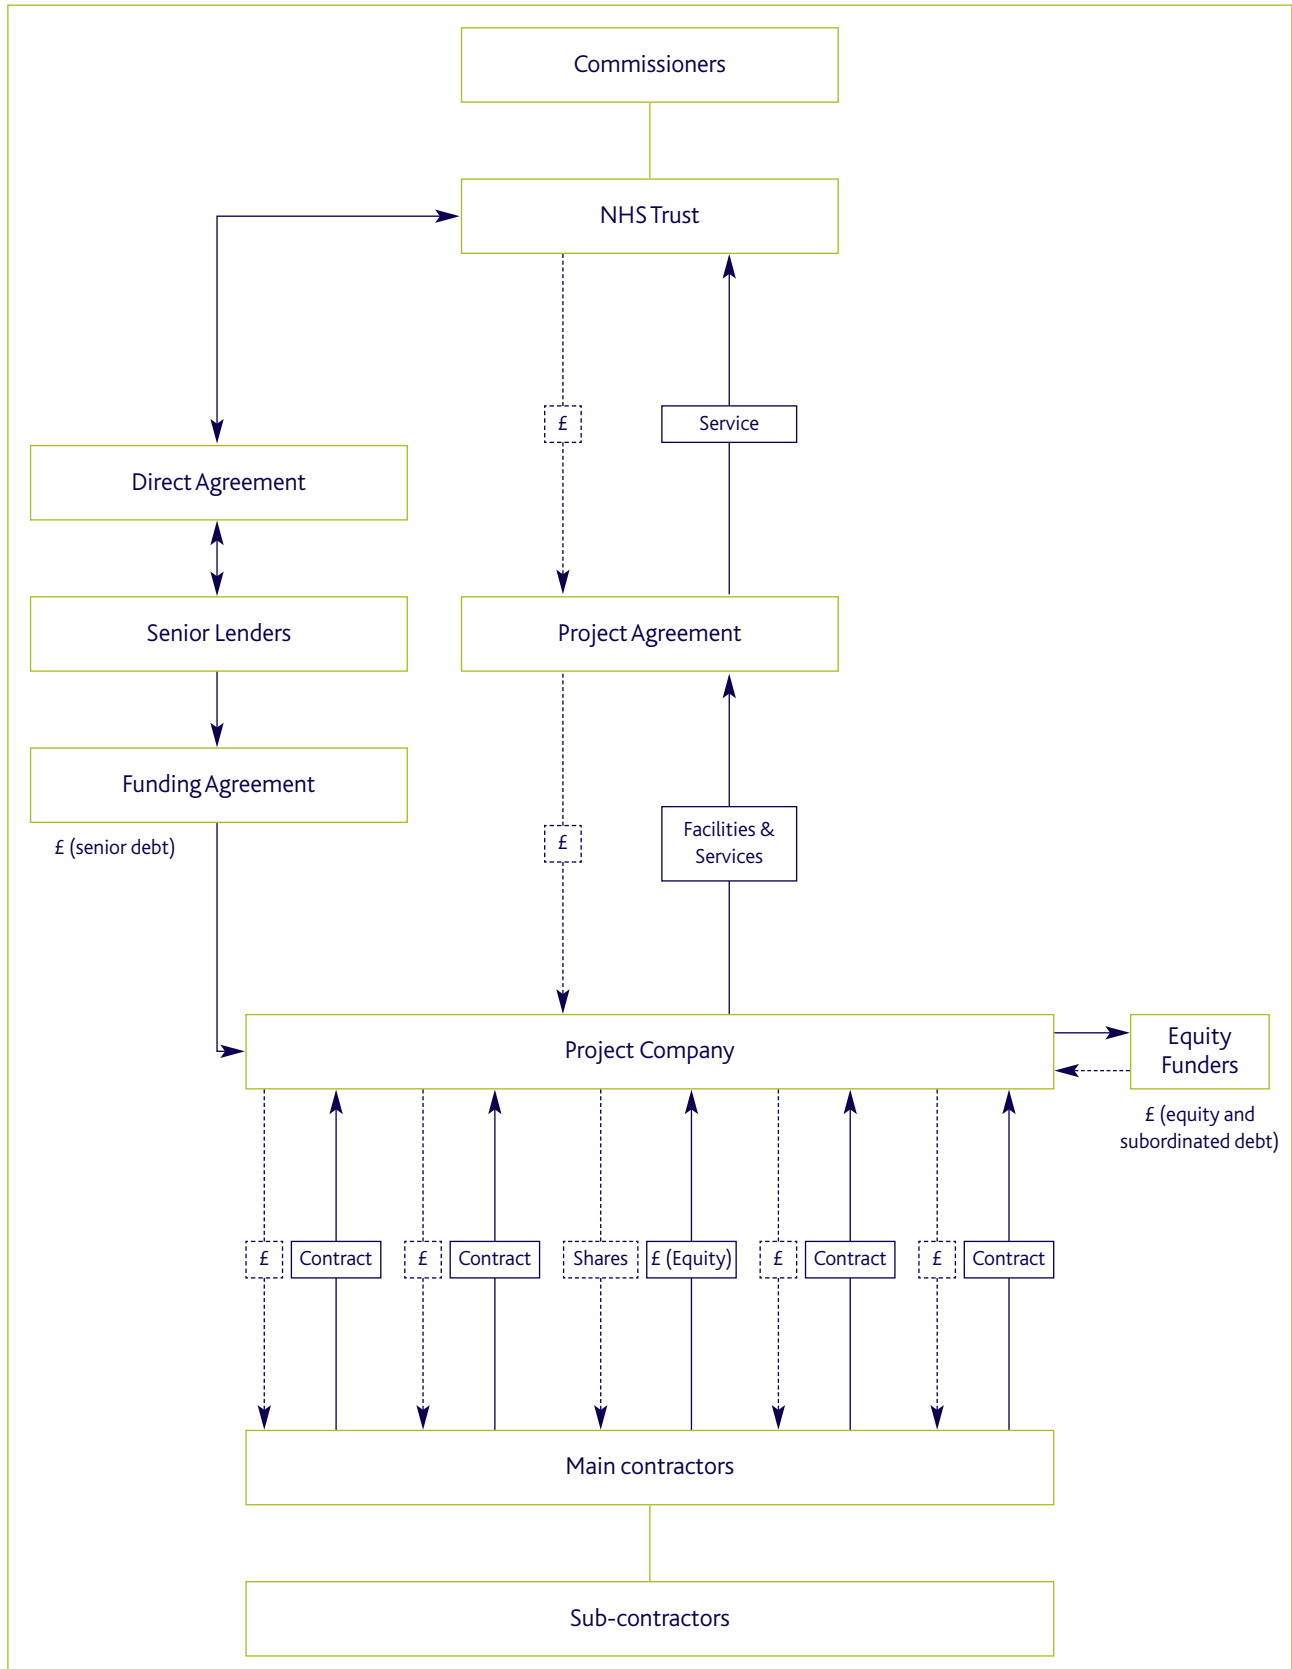 Commissioners
NHS Trust
£
Service
Direct Agreement
Senior Lenders
Project Agreement
Funding Agreement
£ (senior debt)
£
Facilities &
Services
Project Company
Equity
Funders
£ (equity and
subordinated debt)
£
Contract
£
Contract
Shares
£ (Equity)
£
Contract
£
Contract
Main contractors
Sub-contractors